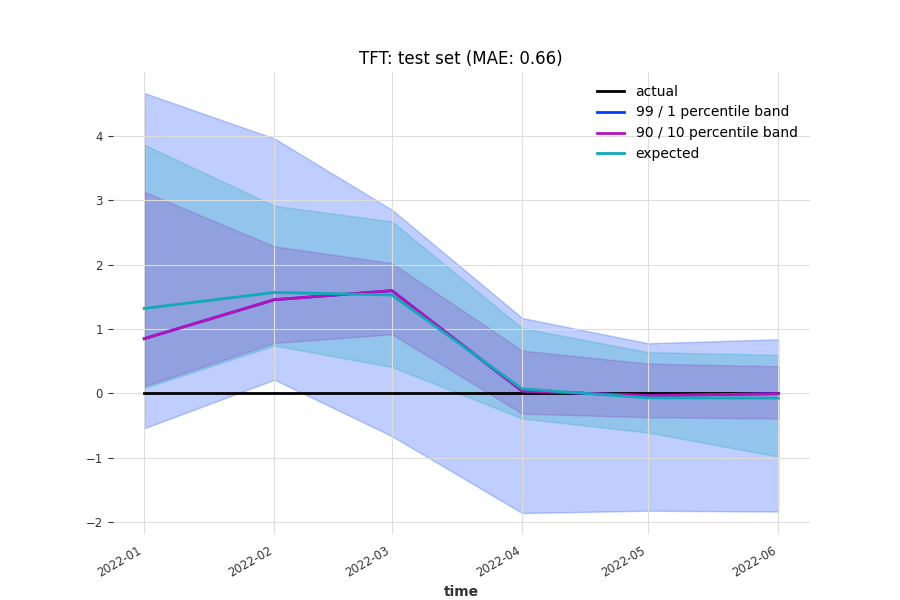 TFT: test set (MAE: 0.66)
actual
99 / 1 percentile band
90 / 10 percentile band
expected
4
3
2
1
0
−1
−2
2022-01
2022-02
2022-03
2022-04
2022-05
2022-06
time